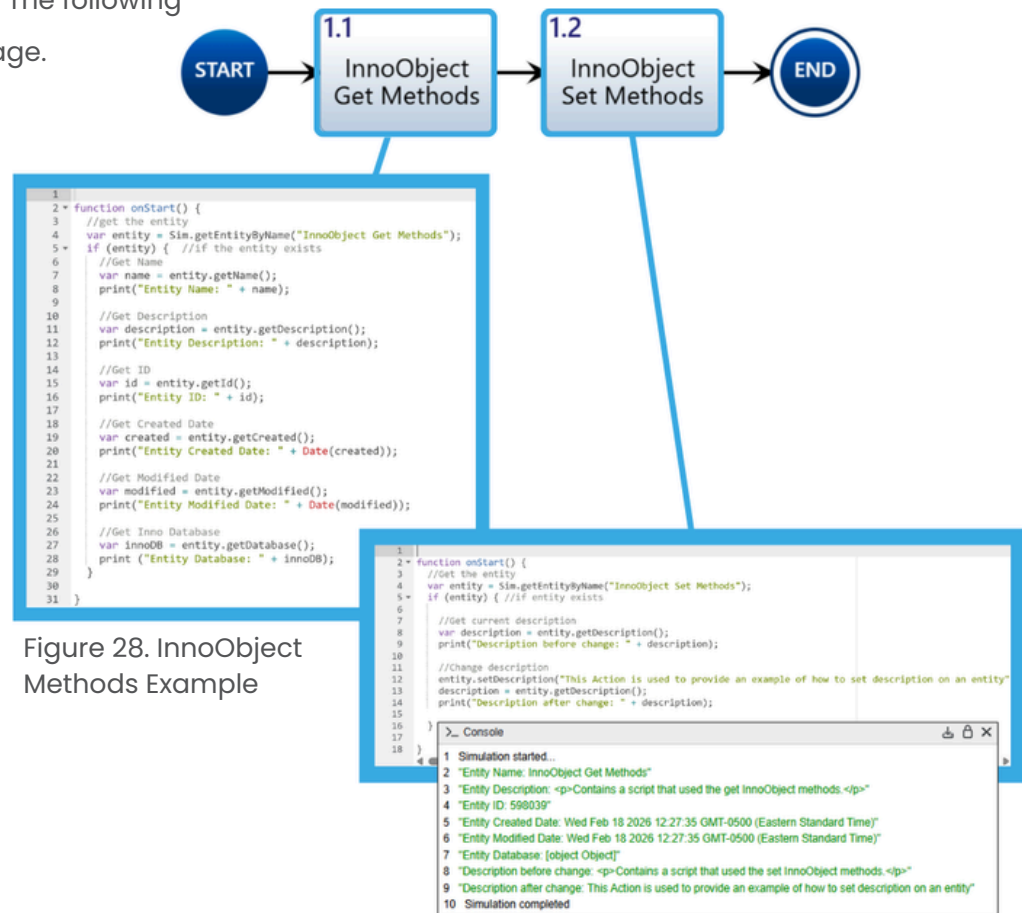 The following
age.
START
1.1
InnoObject
Get Methods
1.2
InnoObject
Set Methods
END
1
2 function onStart() {
3 //get the entity
4 var entity = Sim.getEntityByName("InnoObject Get Methods");
5 if (entity) { //if the entity exists
6 //Get Name
7 var name = entity.getName();
8 print("Entity Name: " + name);
9
10 //Get Description
11 var description = entity.getDescription();
12 print("Entity Description: " + description);
13
14 //Get ID
15 var id = entity.getId();
16 print("Entity ID: " + id);
17
18 //Get Created Date
19 var created = entity.getCreated();
20 print("Entity Created Date: " + Date(created));
21
22 //Get Modified Date
23 var modified = entity.getModified();
24 print("Entity Modified Date: " + Date(modified));
25
26 //Get Inno Database
27 var innoDB = entity.getDatabase();
28 print ("Entity Database: " + innoDB);
29 }
30
31 }
Figure 28. InnoObject
Methods Example
1
2 function onStart() {
3 //Get the entity
4 var entity = Sim.getEntityByName("InnoObject Set Methods");
5 if (entity) { //if entity exists
6
7 //Get current description
8 var description = entity.getDescription();
9 print("Description before change: " + description);
10
11 //Change description
12 entity.setDescription("This Action is used to provide an example of how to set description on an entity"
13 description = entity.getDescription();
14 print("Description after change: " + description);
15
16 }
17
18 }
>_ Console
1 Simulation started...
2 "Entity Name: InnoObject Get Methods"
3 "Entity Description: <p>Contains a script that used the get InnoObject methods.</p>"
4 "Entity ID: 598039"
5 "Entity Created Date: Wed Feb 18 2026 12:27:35 GMT-0500 (Eastern Standard Time)"
6 "Entity Modified Date: Wed Feb 18 2026 12:27:35 GMT-0500 (Eastern Standard Time)"
7 "Entity Database: [object Object]"
8 "Description before change: <p>Contains a script that used the set InnoObject methods.</p>"
9 "Description after change: This Action is used to provide an example of how to set description on an entity"
10 Simulation completed